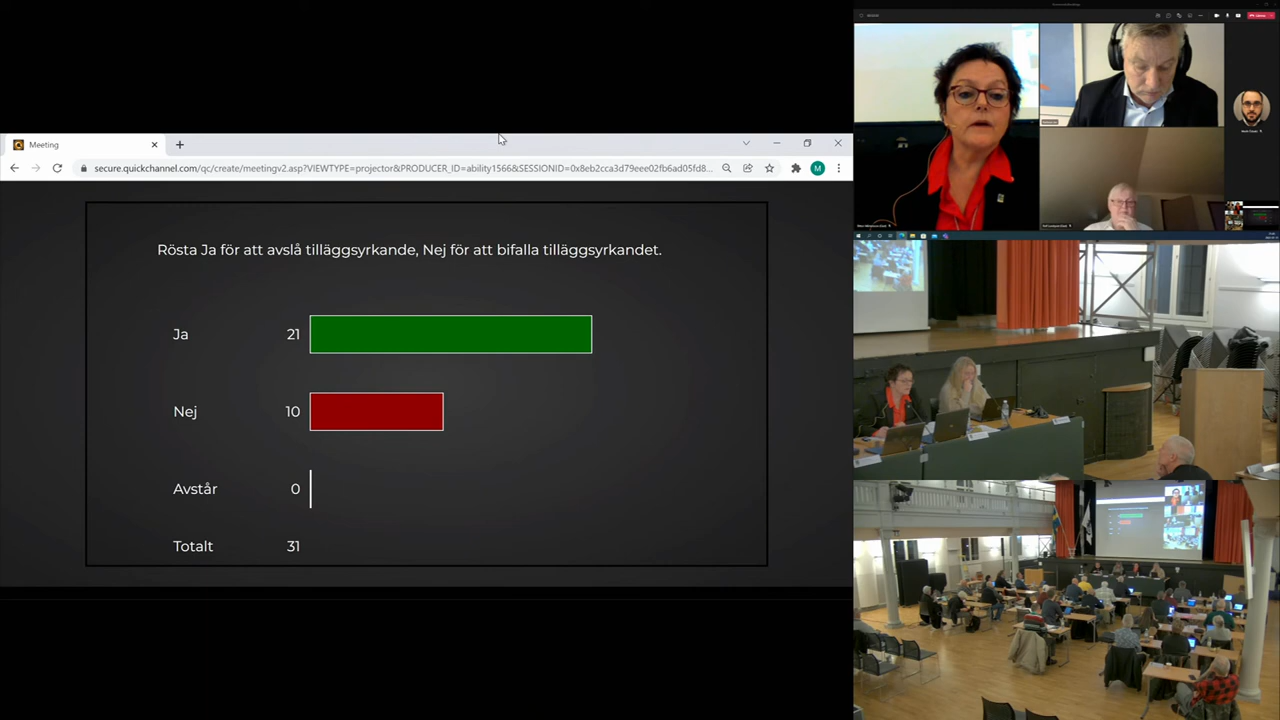 Meeting
secure.quickchannel.com/qc/create/meetingv2.asp?VIEWTYPE=projector&PRODUCER_ID=ability1566&SESSIONID=0x8eb2cca3d79eee02fb6ad05fd8...
M
Rösta Ja för att avslå tilläggsyrkande, Nej för att bifalla tilläggsyrkandet.
Ja 21
Nej 10
Avstår 0
Totalt 31